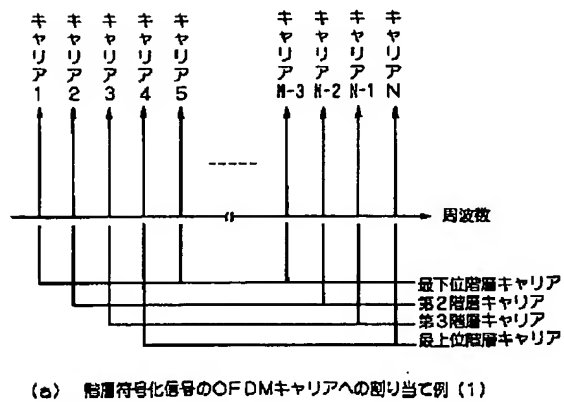 キャリア1
キャリア2
キャリア3
キャリア4
キャリア5
キャリアN-3
キャリアN-2
キャリアN-1
キャリアN
周波数
最下位階層キャリア
第2階層キャリア
第3階層キャリア
最上位階層キャリア
(a) 階層符号化信号のOFDMキャリアへの割り当て例 (1)